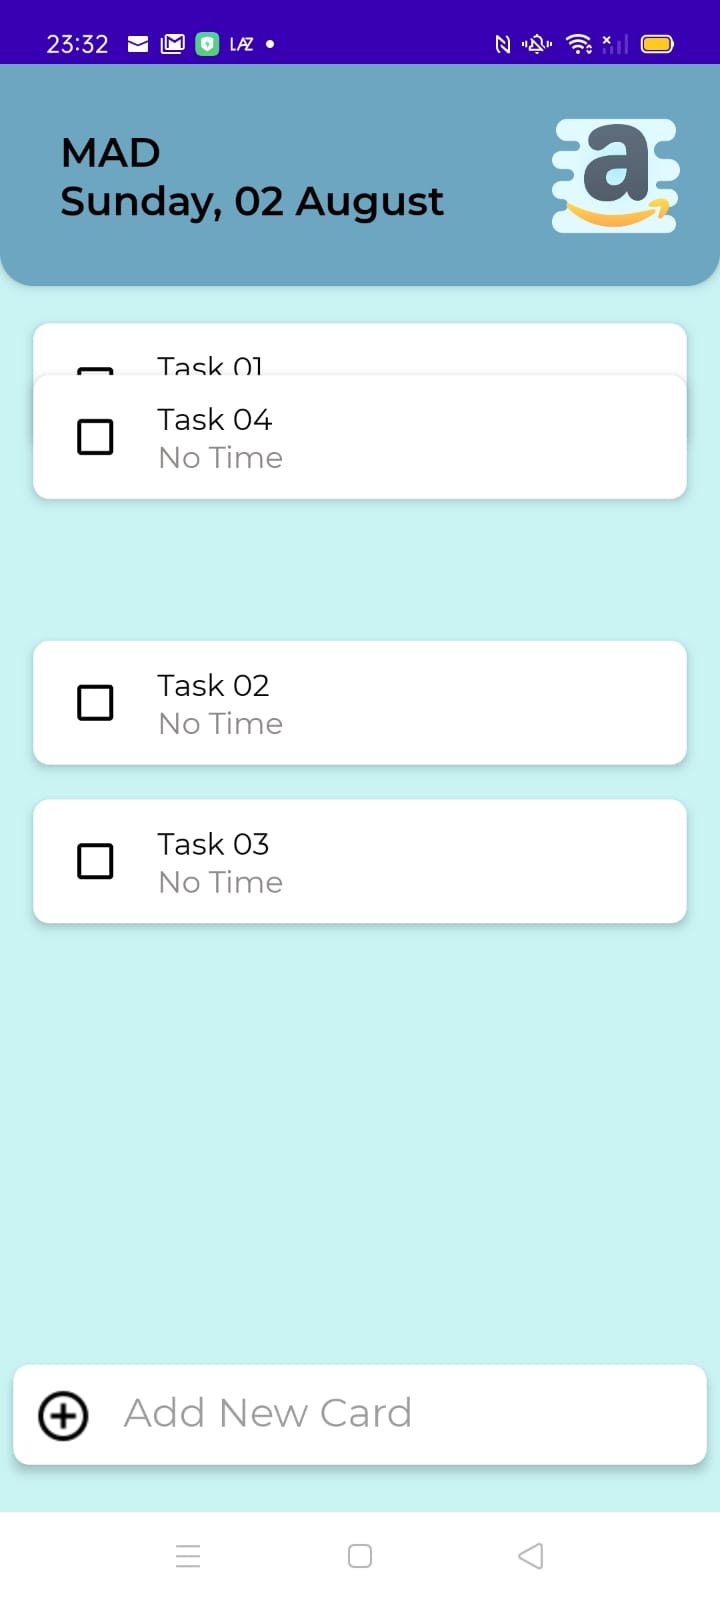 23:32
LAZ
MAD
Sunday, 02 August
a
Task 01
Task 04
No Time
Task 02
No Time
Task 03
No Time
Add New Card